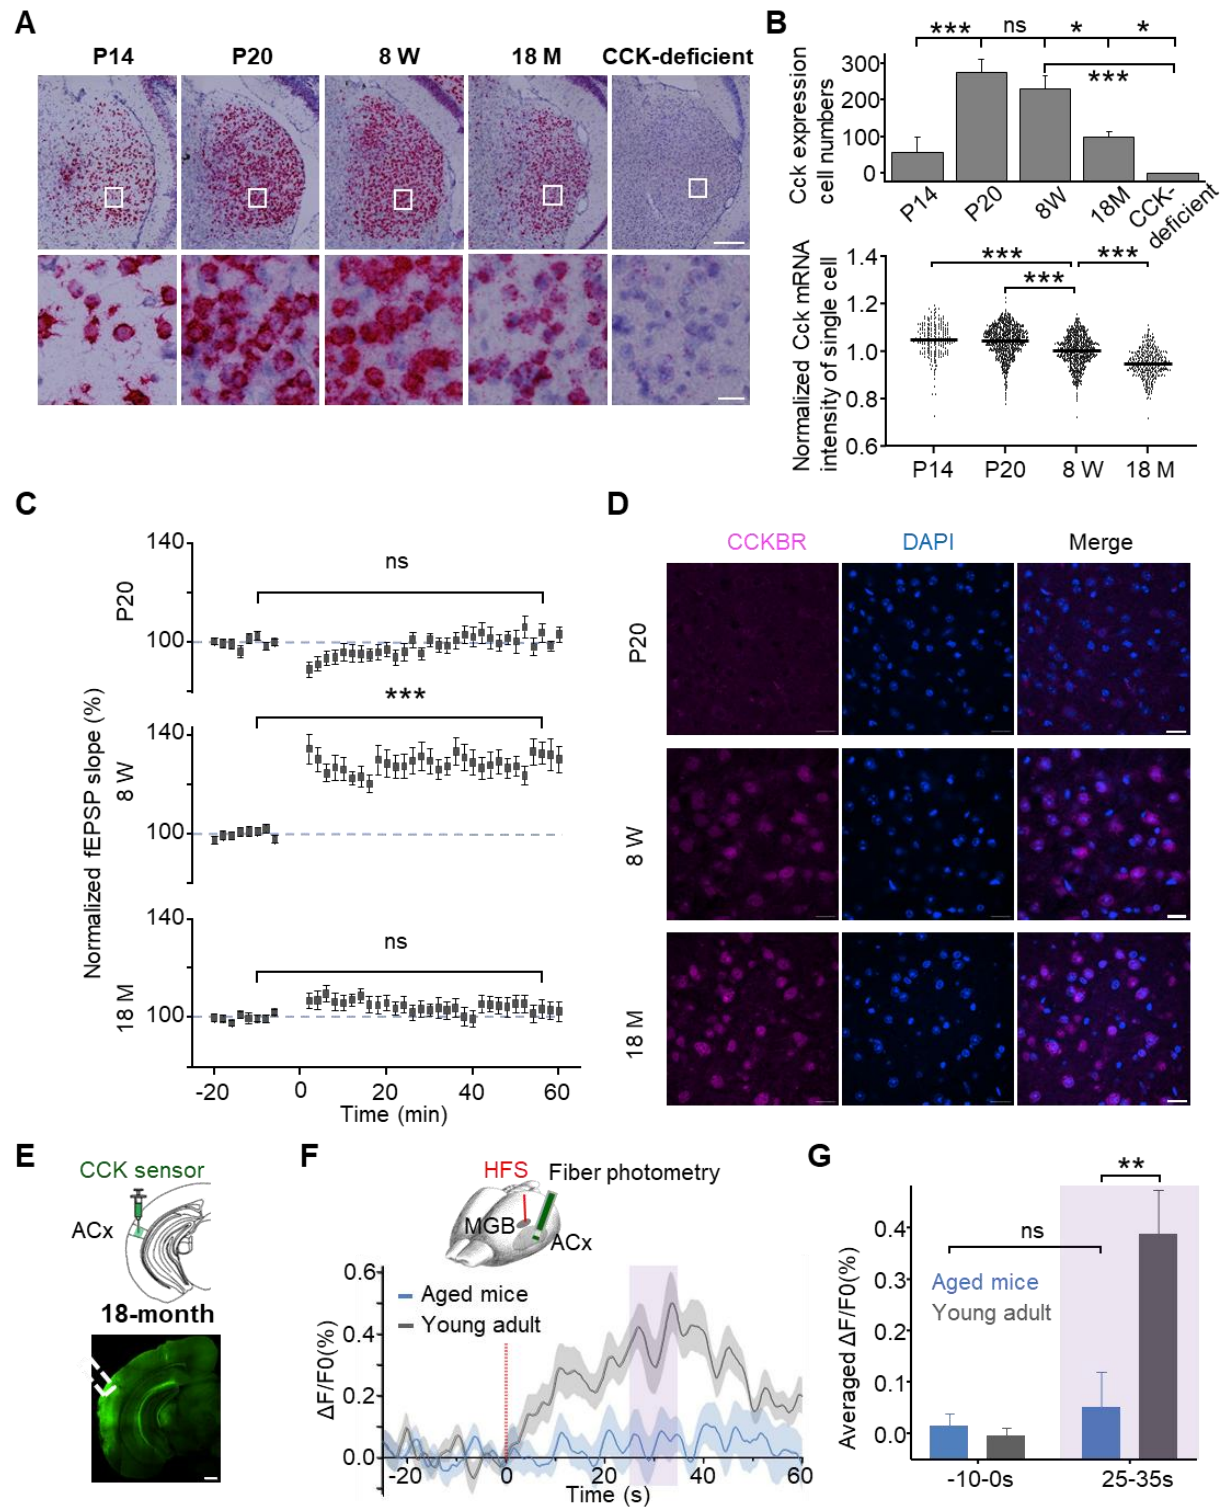 A
P14
P20
8 W
18 M
CCK-deficient
B
*** ns * *
***
Cck expression
cell numbers
300
200
100
0
P14
P20
8W
18M
CCK-
deficient
Normalized Cck mRNA
intensity of single cell
1.4
1.2
1.0
0.8
0.6
*** ***
***
P14 P20 8 W 18 M
C
Normalized fEPSP slope (%)
P20
140
100
ns
8 W
140
100
***
18 M
140
100
ns
-20 0 20 40 60
Time (min)
D
CCKBR DAPI Merge
P20
8 W
18 M
E
CCK sensor
ACx
18-month
F
HFS
Fiber photometry
MGB
ACx
ΔF/F0(%)
0.6
0.4
0.2
0.0
Aged mice
Young adult
-20 0 20 40 60
Time (s)
G
**
ns
Averaged ΔF/F0(%)
0.4
0.3
0.2
0.1
0.0
Aged mice
Young adult
-10-0s 25-35s